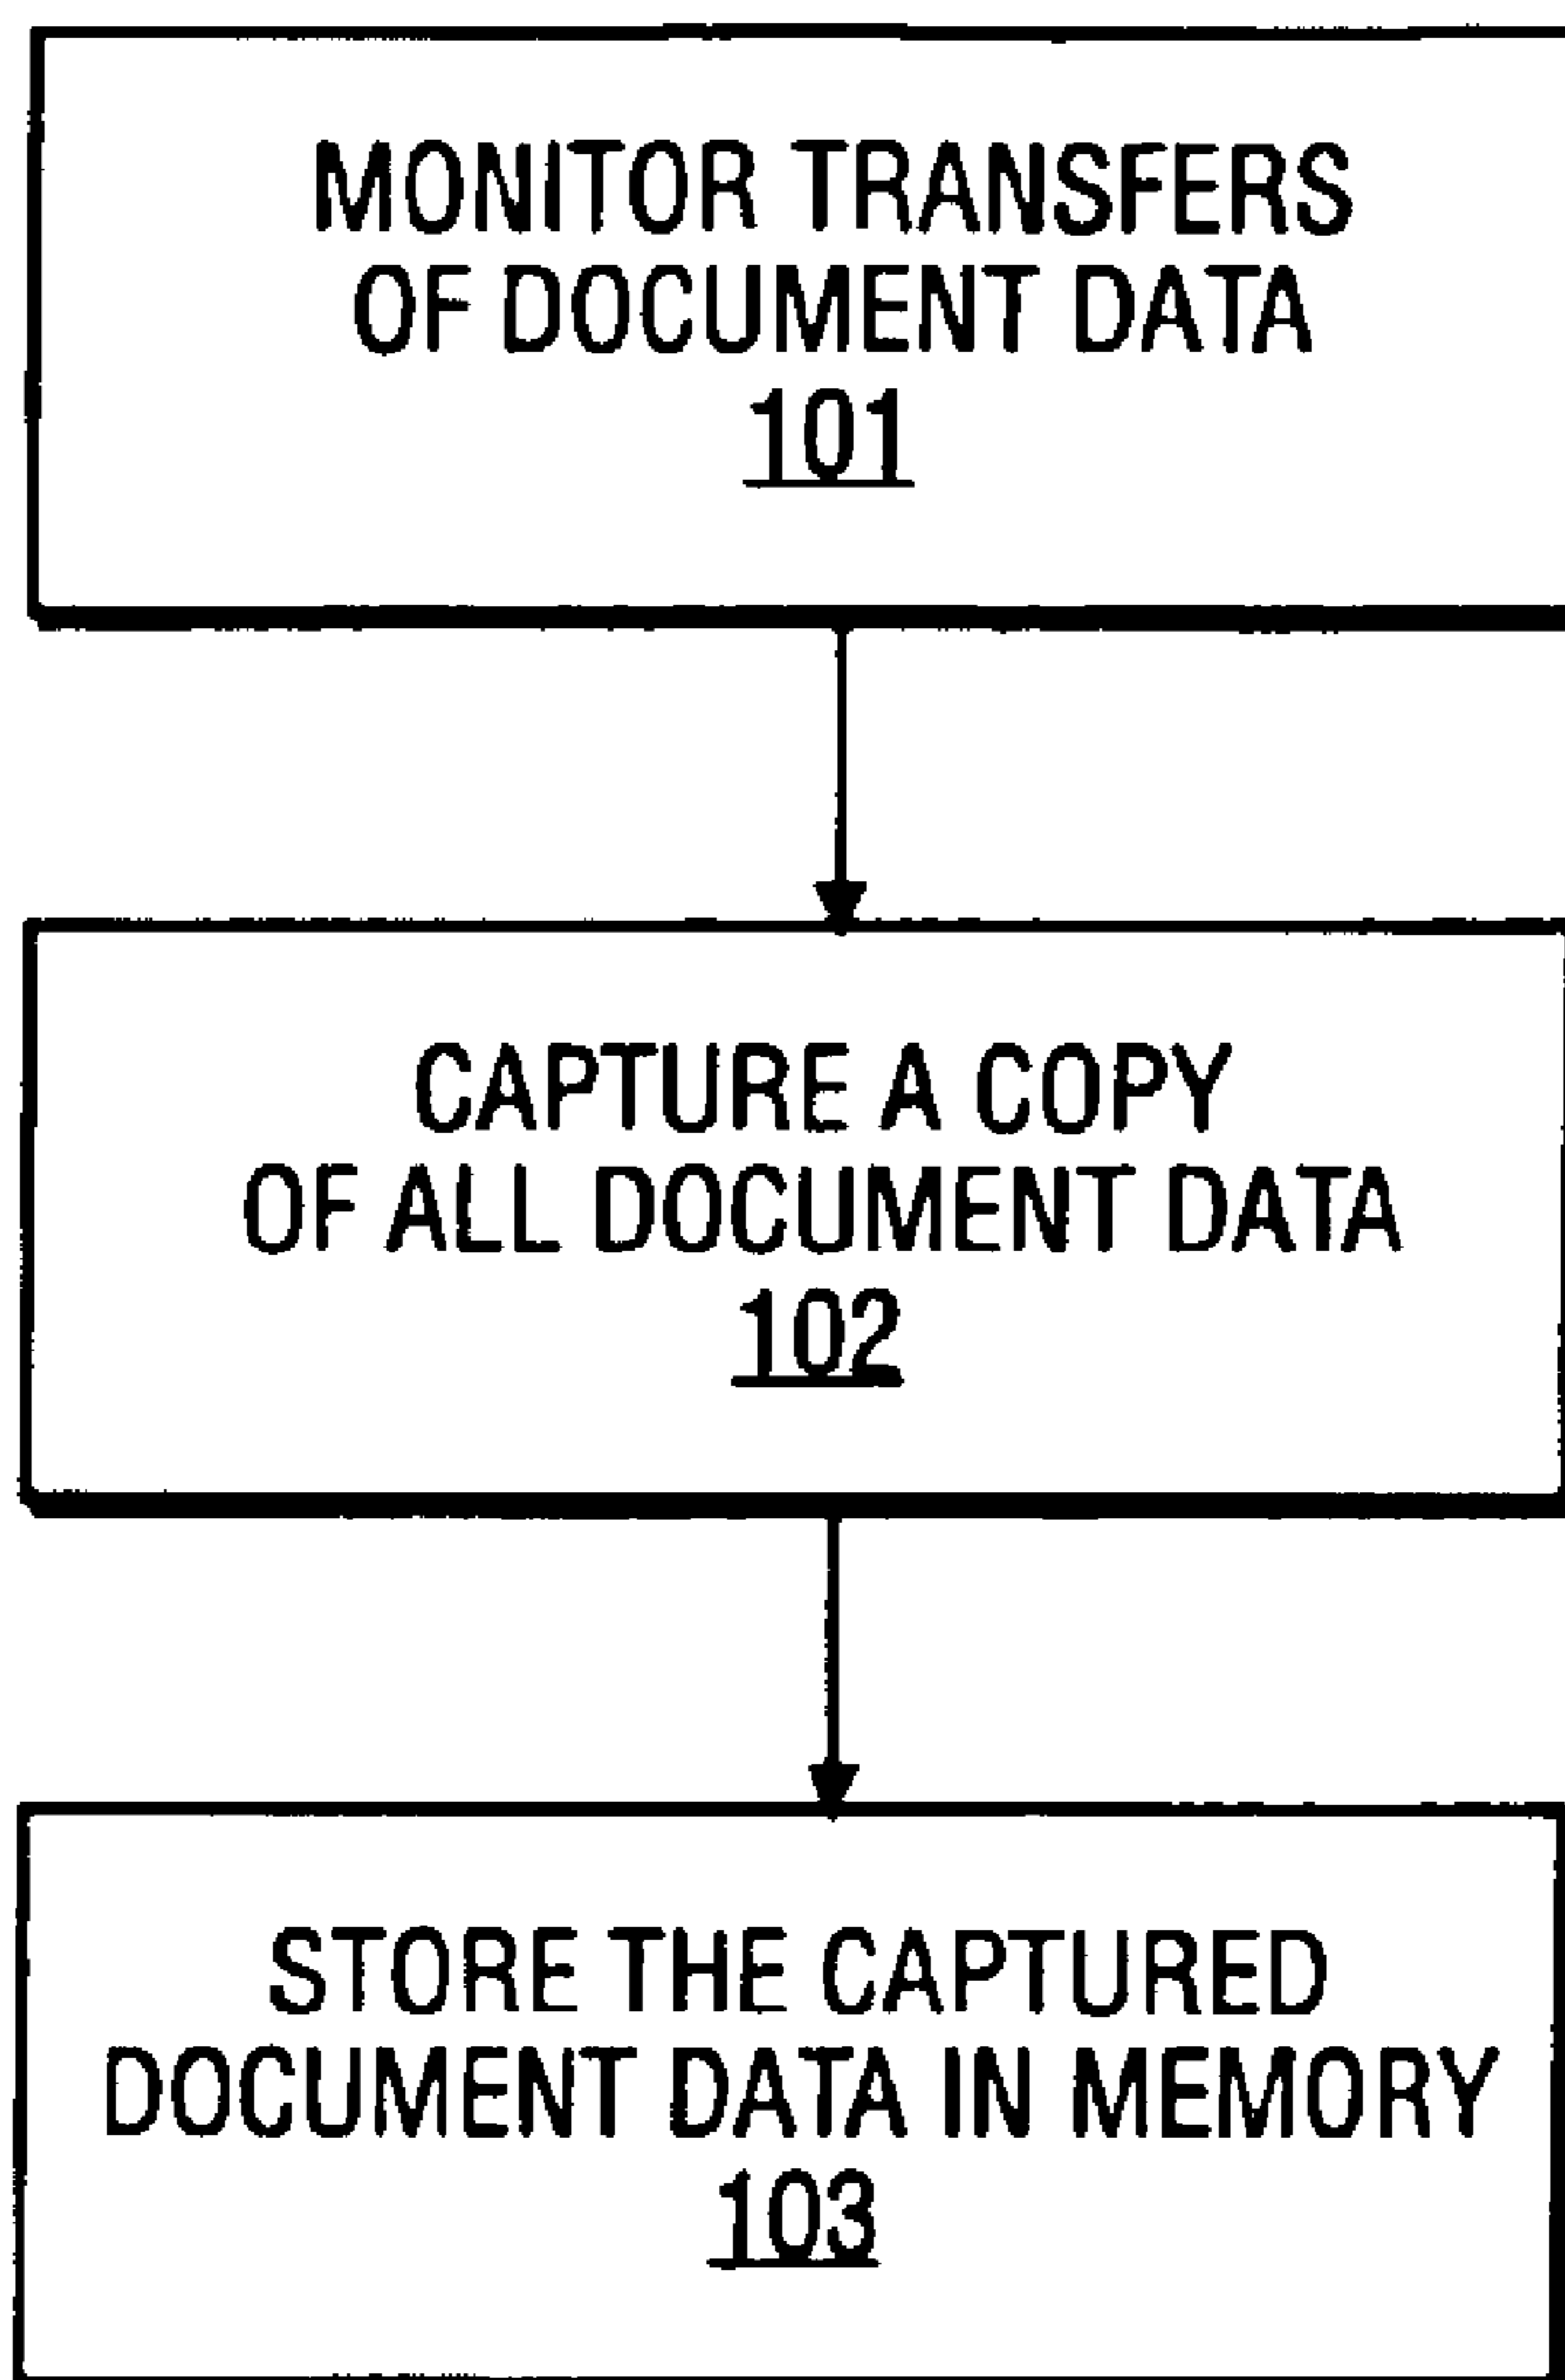 MONITOR TRANSFERS
OF DOCUMENT DATA
101
CAPTURE A COPY
OF ALL DOCUMENT DATA
102
STORE THE CAPTURED
DOCUMENT DATA IN MEMORY
103